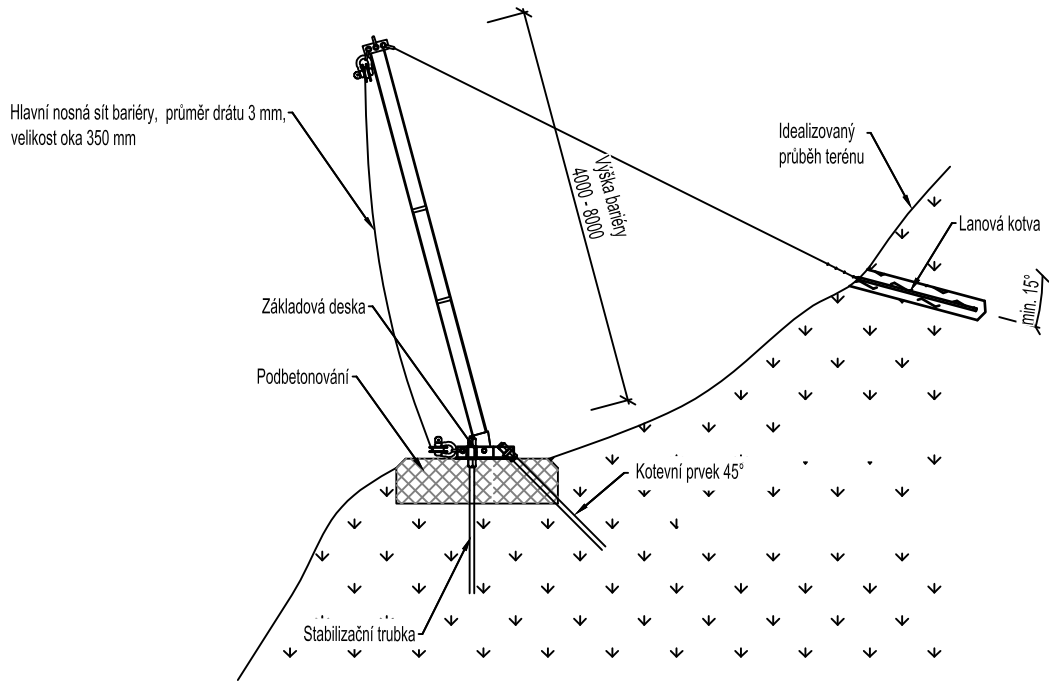 Hlavní nosná sít bariéry, průměr drátu 3 mm,
velikost oka 350 mm
Výška bariéry
4000 - 8000
Idealizovaný
průběh terénu
Lanová kotva
min. 15°
Základová deska
Podbetonování
Kotevní prvek 45°
Stabilizační trubka